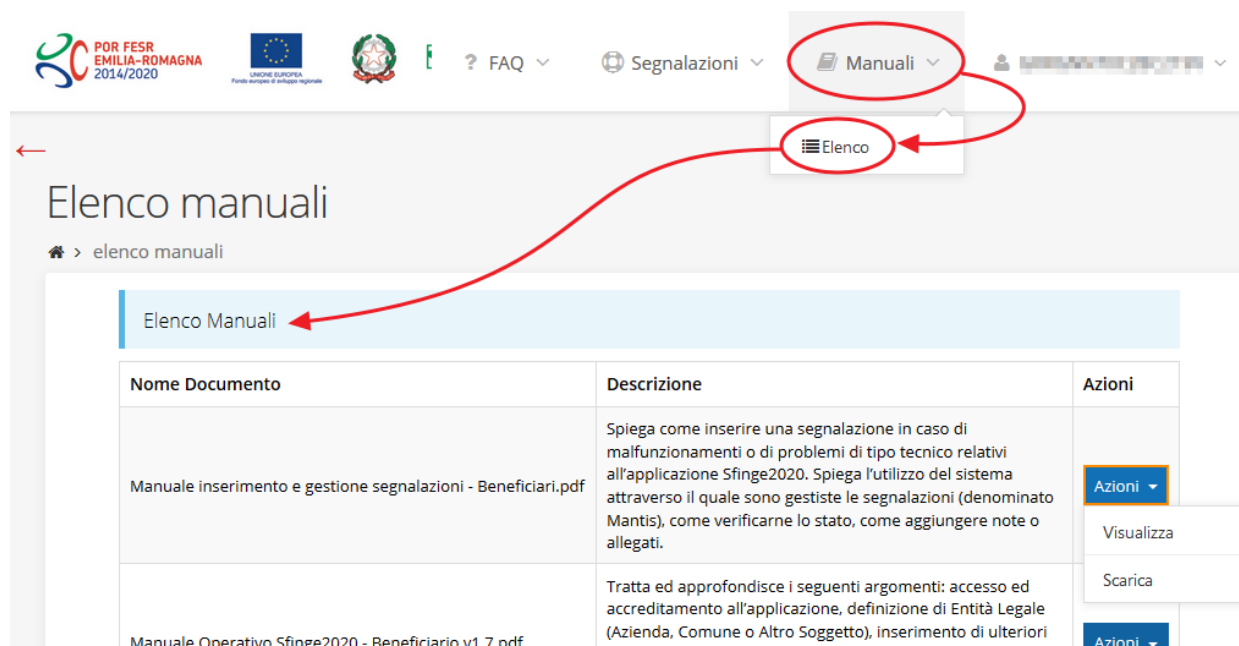 POR FESR
EMILIA-ROMAGNA
2014/2020
UNIONE EUROPEA
Fondo europeo di sviluppo regionale
? FAQ
Segnalazioni
Manuali
Elenco
Elenco manuali
> elenco manuali
Elenco Manuali
Nome Documento Descrizione Azioni
Spiega come inserire una segnalazione in caso di
malfunzionamenti o di problemi di tipo tecnico relativi
all'applicazione Sfinge2020. Spiega l'utilizzo del sistema
attraverso il quale sono gestiste le segnalazioni (denominato
Mantis), come verificarne lo stato, come aggiungere note o
allegati.
Manuale inserimento e gestione segnalazioni - Beneficiari.pdf
Azioni
Visualizza
Scarica
Tratta ed approfondisce i seguenti argomenti: accesso ed
accreditamento all'applicazione, definizione di Entità Legale
(Azienda, Comune o Altro Soggetto), inserimento di ulteriori
Manuale Operativo Sfinge2020 - Beneficiario v1.7.pdf
Azioni